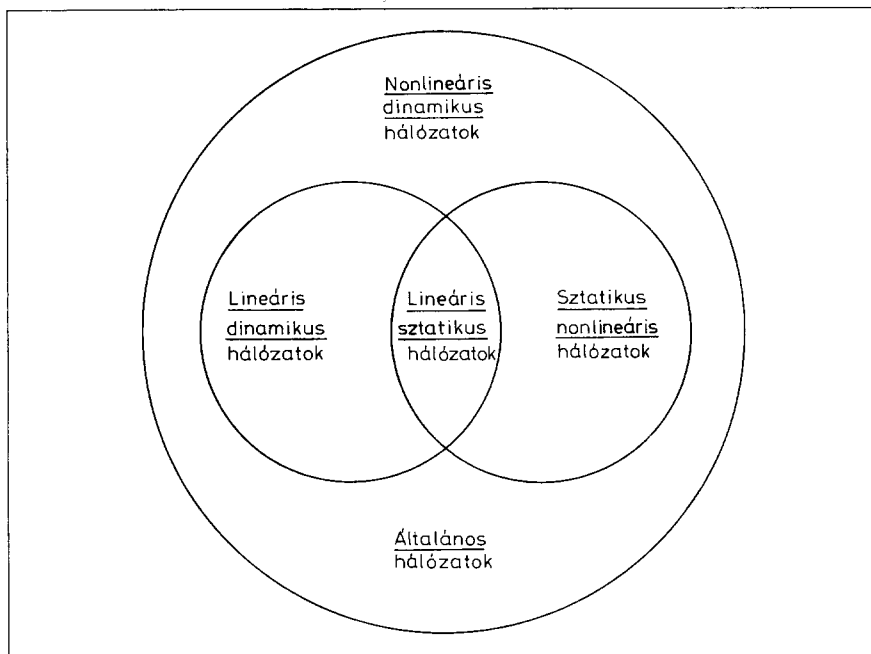 Nonlineáris
dinamikus
hálózatok
Lineáris
dinamikus
hálózatok
Lineáris
sztatikus
hálózatok
Sztatikus
nonlineáris
hálózatok
Általános
hálózatok